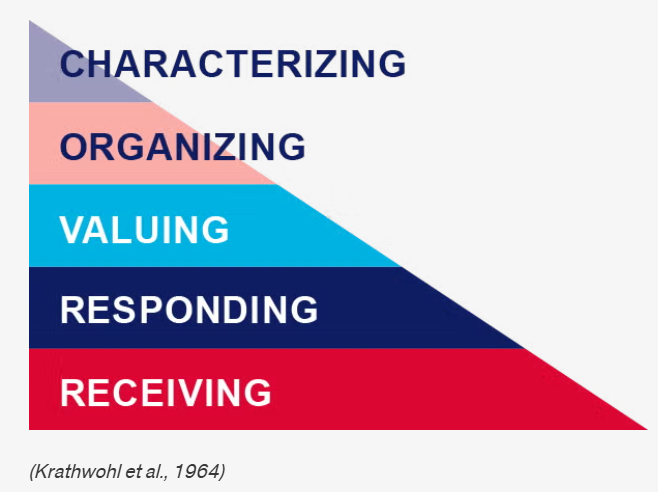 CHARACTERIZING
ORGANIZING
VALUING
RESPONDING
RECEIVING
(Krathwohl et al., 1964)